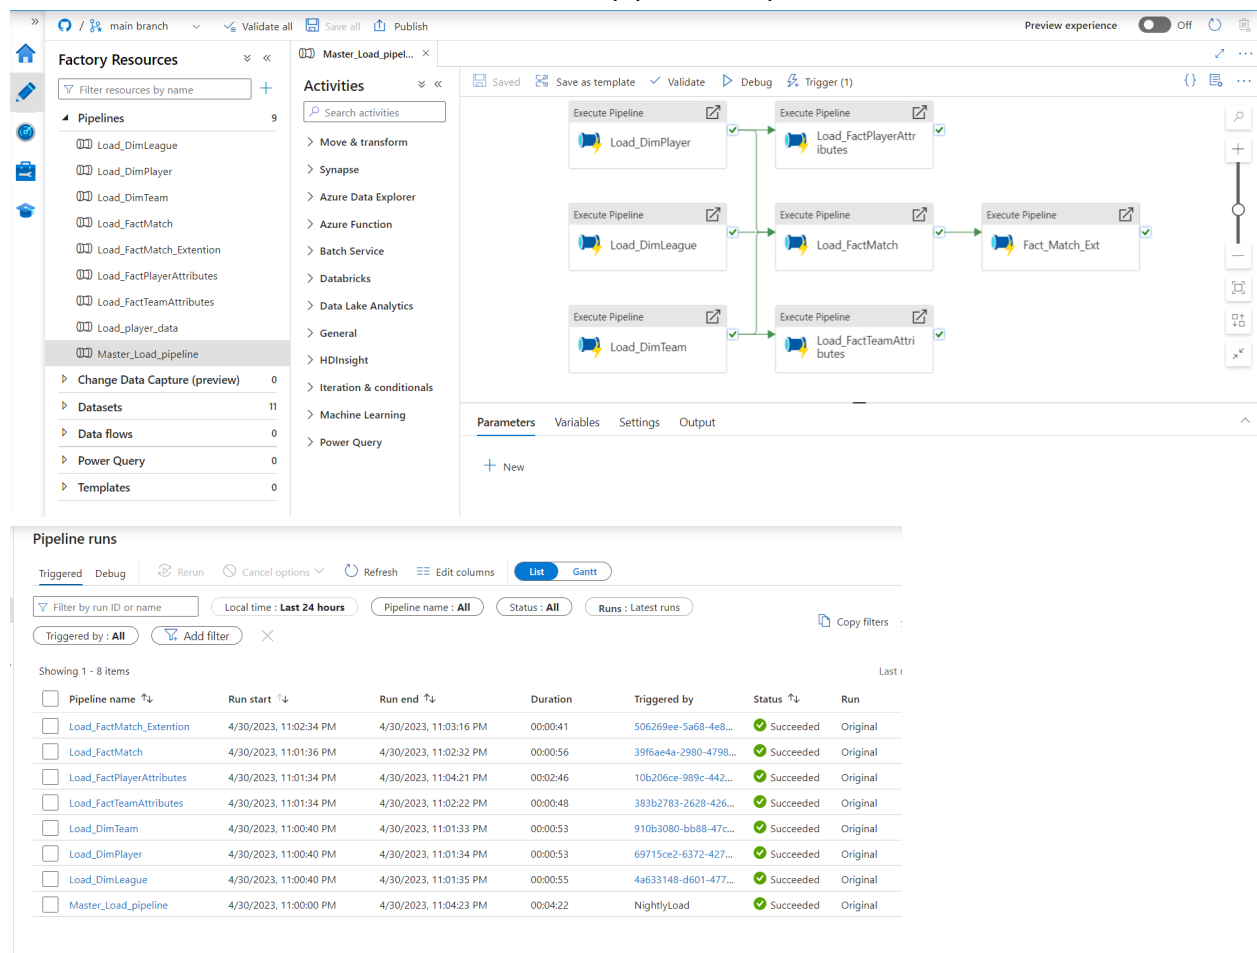 / main branch Validate all Save all Publish Preview experience Off
Factory Resources
Filter resources by name
Pipelines 9
Load_DimLeague
Load_DimPlayer
Load_DimTeam
Load_FactMatch
Load_FactMatch_Extention
Load_FactPlayerAttributes
Load_FactTeamAttributes
Load_player_data
Master_Load_pipeline
Change Data Capture (preview) 0
Datasets 11
Data flows 0
Power Query 0
Templates 0
Master_Load_pipel...
Activities
Search activities
Move & transform
Synapse
Azure Data Explorer
Azure Function
Batch Service
Databricks
Data Lake Analytics
General
HDInsight
Iteration & conditionals
Machine Learning
Power Query
Saved Save as template Validate Debug Trigger (1)
Execute Pipeline
Load_DimPlayer
Execute Pipeline
Load_FactPlayerAttr
ibutes
Execute Pipeline
Load_DimLeague
Execute Pipeline
Load_FactMatch
Execute Pipeline
Fact_Match_Ext
Execute Pipeline
Load_DimTeam
Execute Pipeline
Load_FactTeamAttri
butes
Parameters Variables Settings Output
New
Pipeline runs
Triggered Debug Rerun Cancel options Refresh Edit columns List Gantt
Filter by run ID or name Local time : Last 24 hours Pipeline name : All Status : All Runs : Latest runs
Copy filters
Triggered by : All Add filter
Showing 1 - 8 items Last
Pipeline name Run start Run end Duration Triggered by Status Run
Load_FactMatch_Extention 4/30/2023, 11:02:34 PM 4/30/2023, 11:03:16 PM 00:00:41 506269ee-5a68-4e8... Succeeded Original
Load_FactMatch 4/30/2023, 11:01:36 PM 4/30/2023, 11:02:32 PM 00:00:56 39f6ae4a-2980-4798... Succeeded Original
Load_FactPlayerAttributes 4/30/2023, 11:01:34 PM 4/30/2023, 11:04:21 PM 00:02:46 10b206ce-989c-442... Succeeded Original
Load_FactTeamAttributes 4/30/2023, 11:01:34 PM 4/30/2023, 11:02:22 PM 00:00:48 383b2783-2628-426... Succeeded Original
Load_DimTeam 4/30/2023, 11:00:40 PM 4/30/2023, 11:01:33 PM 00:00:53 910b3080-bb88-47c... Succeeded Original
Load_DimPlayer 4/30/2023, 11:00:40 PM 4/30/2023, 11:01:34 PM 00:00:53 69715ce2-6372-427... Succeeded Original
Load_DimLeague 4/30/2023, 11:00:40 PM 4/30/2023, 11:01:35 PM 00:00:55 4a633148-d601-477... Succeeded Original
Master_Load_pipeline 4/30/2023, 11:00:00 PM 4/30/2023, 11:04:23 PM 00:04:22 NightlyLoad Succeeded Original